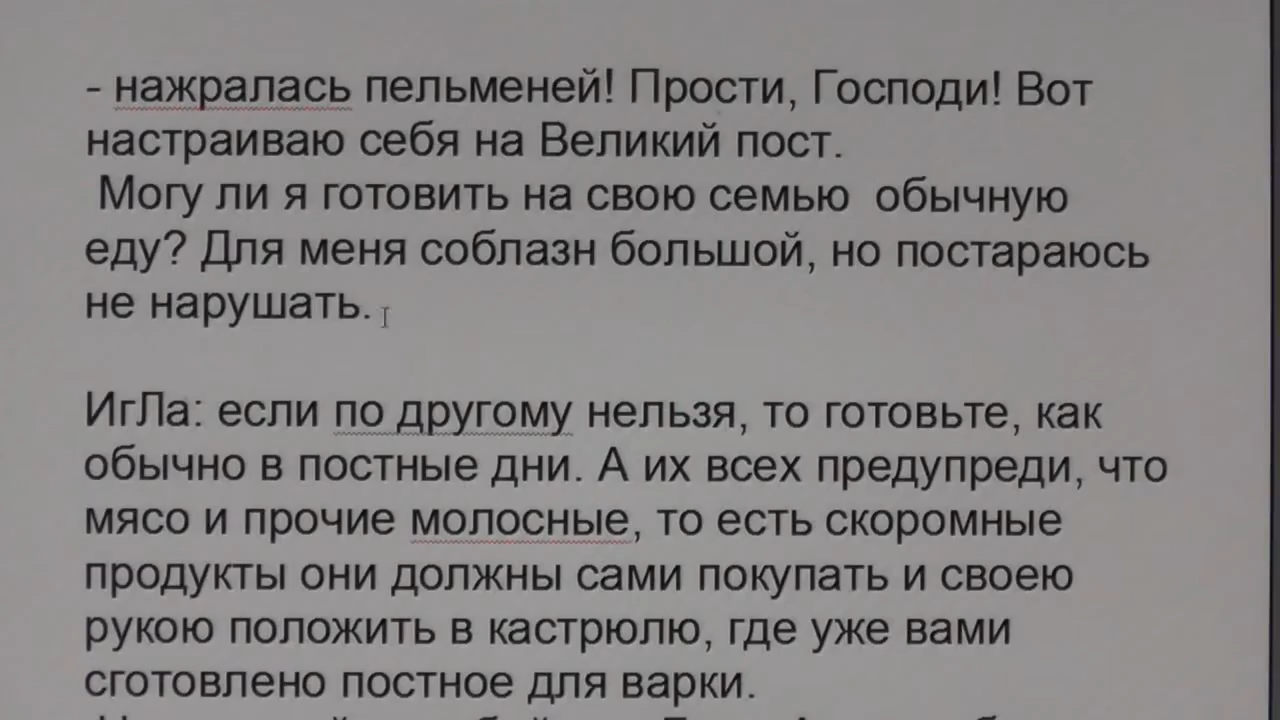 - нажралась пельменей! Прости, Господи! Вот
настраиваю себя на Великий пост.
Могу ли я готовить на свою семью обычную
еду? Для меня соблазн большой, но постараюсь
не нарушать.
ИгЛа: если по другому нельзя, то готовьте, как
обычно в постные дни. А их всех предупреди, что
мясо и прочие молосные, то есть скоромные
продукты они должны сами покупать и своею
рукою положить в кастрюлю, где уже вами
сготовлено постное для варки.